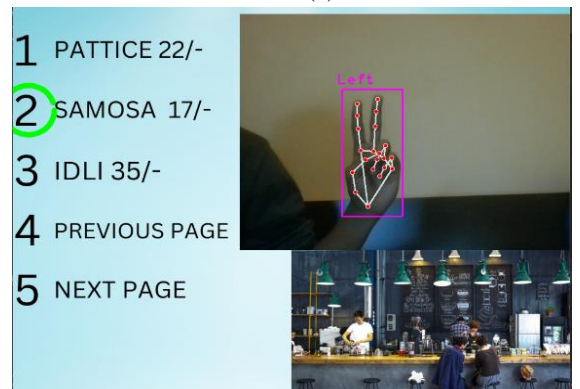 1 PATTICE 22/-
2 SAMOSA 17/-
3 IDLI 35/-
4 PREVIOUS PAGE
5 NEXT PAGE
Left